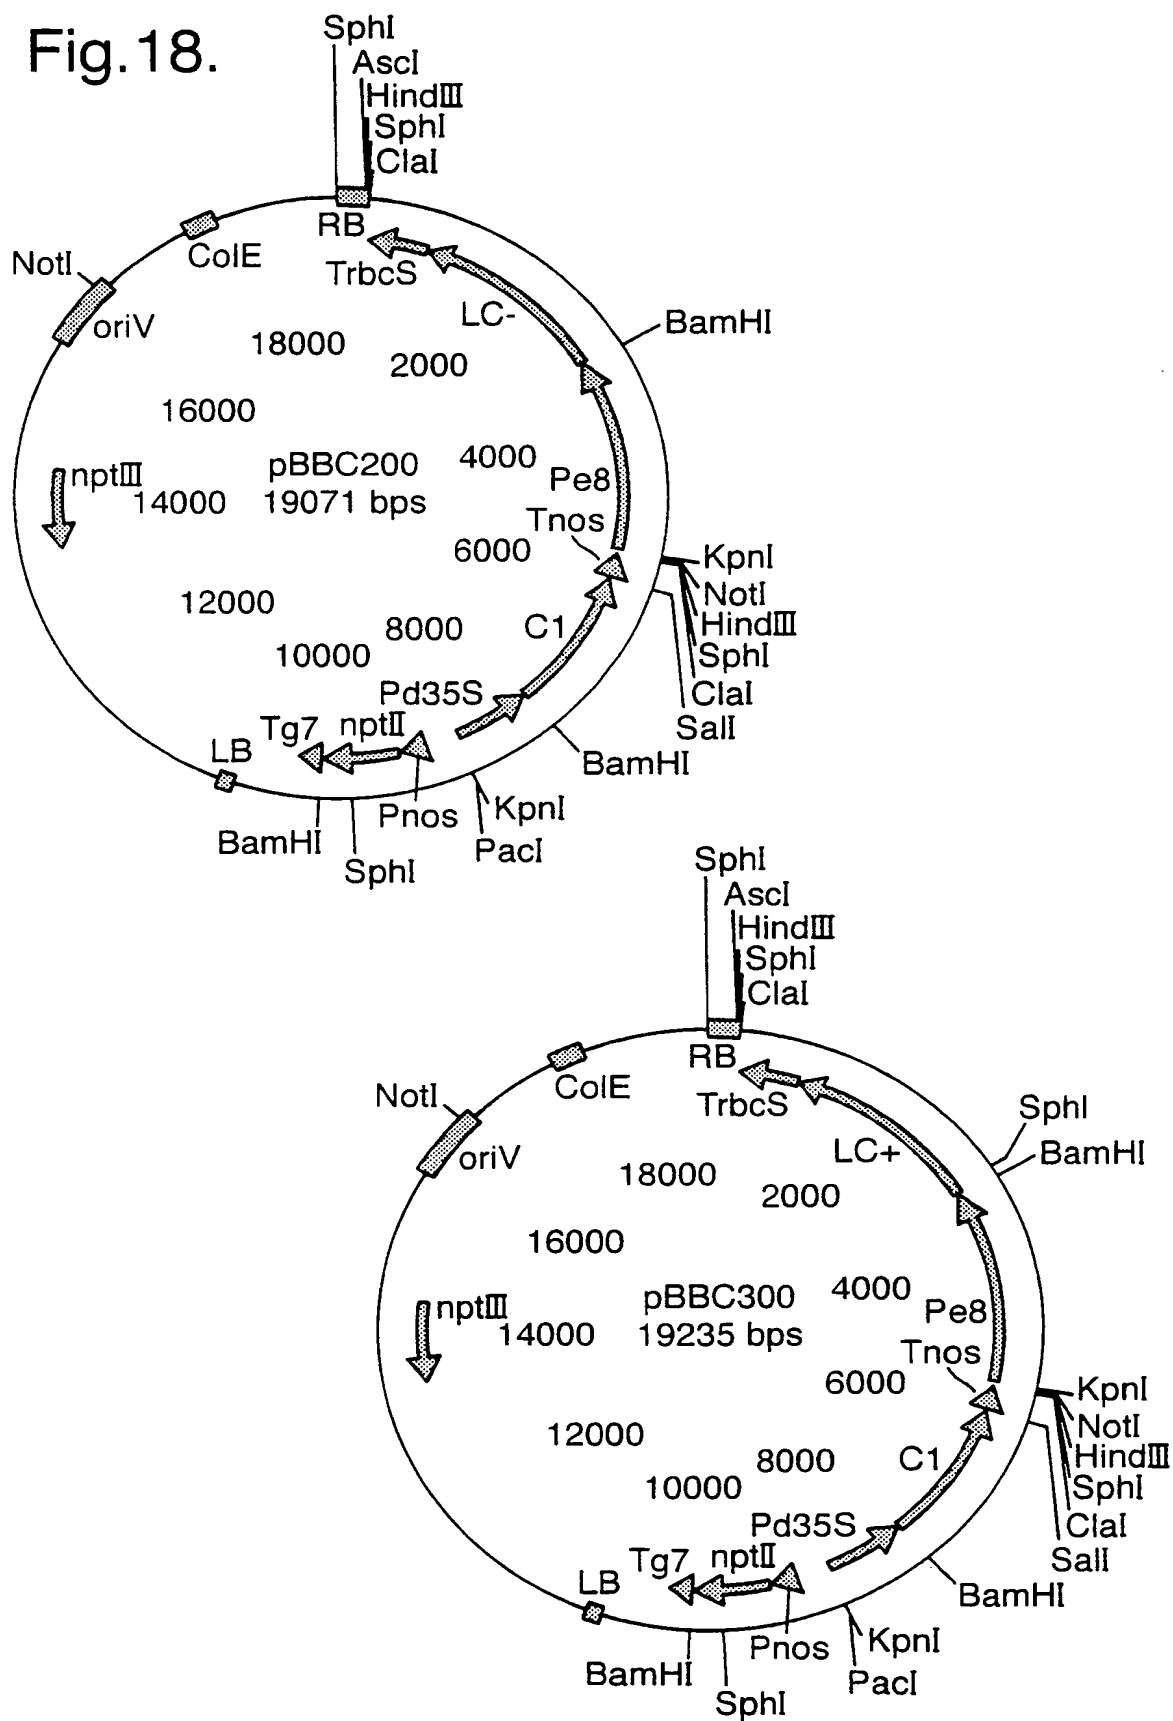 Fig.18.
SphI
AscI
HindIII
SphI
ClaI
RB
ColE
TrbcS
NotI
oriV
LC-
BamHI
18000
2000
16000
4000
pBBC200
19071 bps
nptIII
14000
Pe8
Tnos
6000
KpnI
NotI
HindIII
SphI
ClaI
SalI
12000
8000
C1
10000
Pd35S
Tg7
nptII
LB
BamHI
Pnos
KpnI
PacI
BamHI
SphI
SphI
AscI
HindIII
SphI
ClaI
RB
ColE
TrbcS
NotI
oriV
LC+
SphI
BamHI
18000
2000
16000
4000
pBBC300
19235 bps
nptIII
14000
Pe8
Tnos
6000
KpnI
NotI
HindIII
SphI
ClaI
SalI
12000
8000
C1
10000
Pd35S
Tg7
nptII
LB
BamHI
Pnos
KpnI
PacI
BamHI
SphI